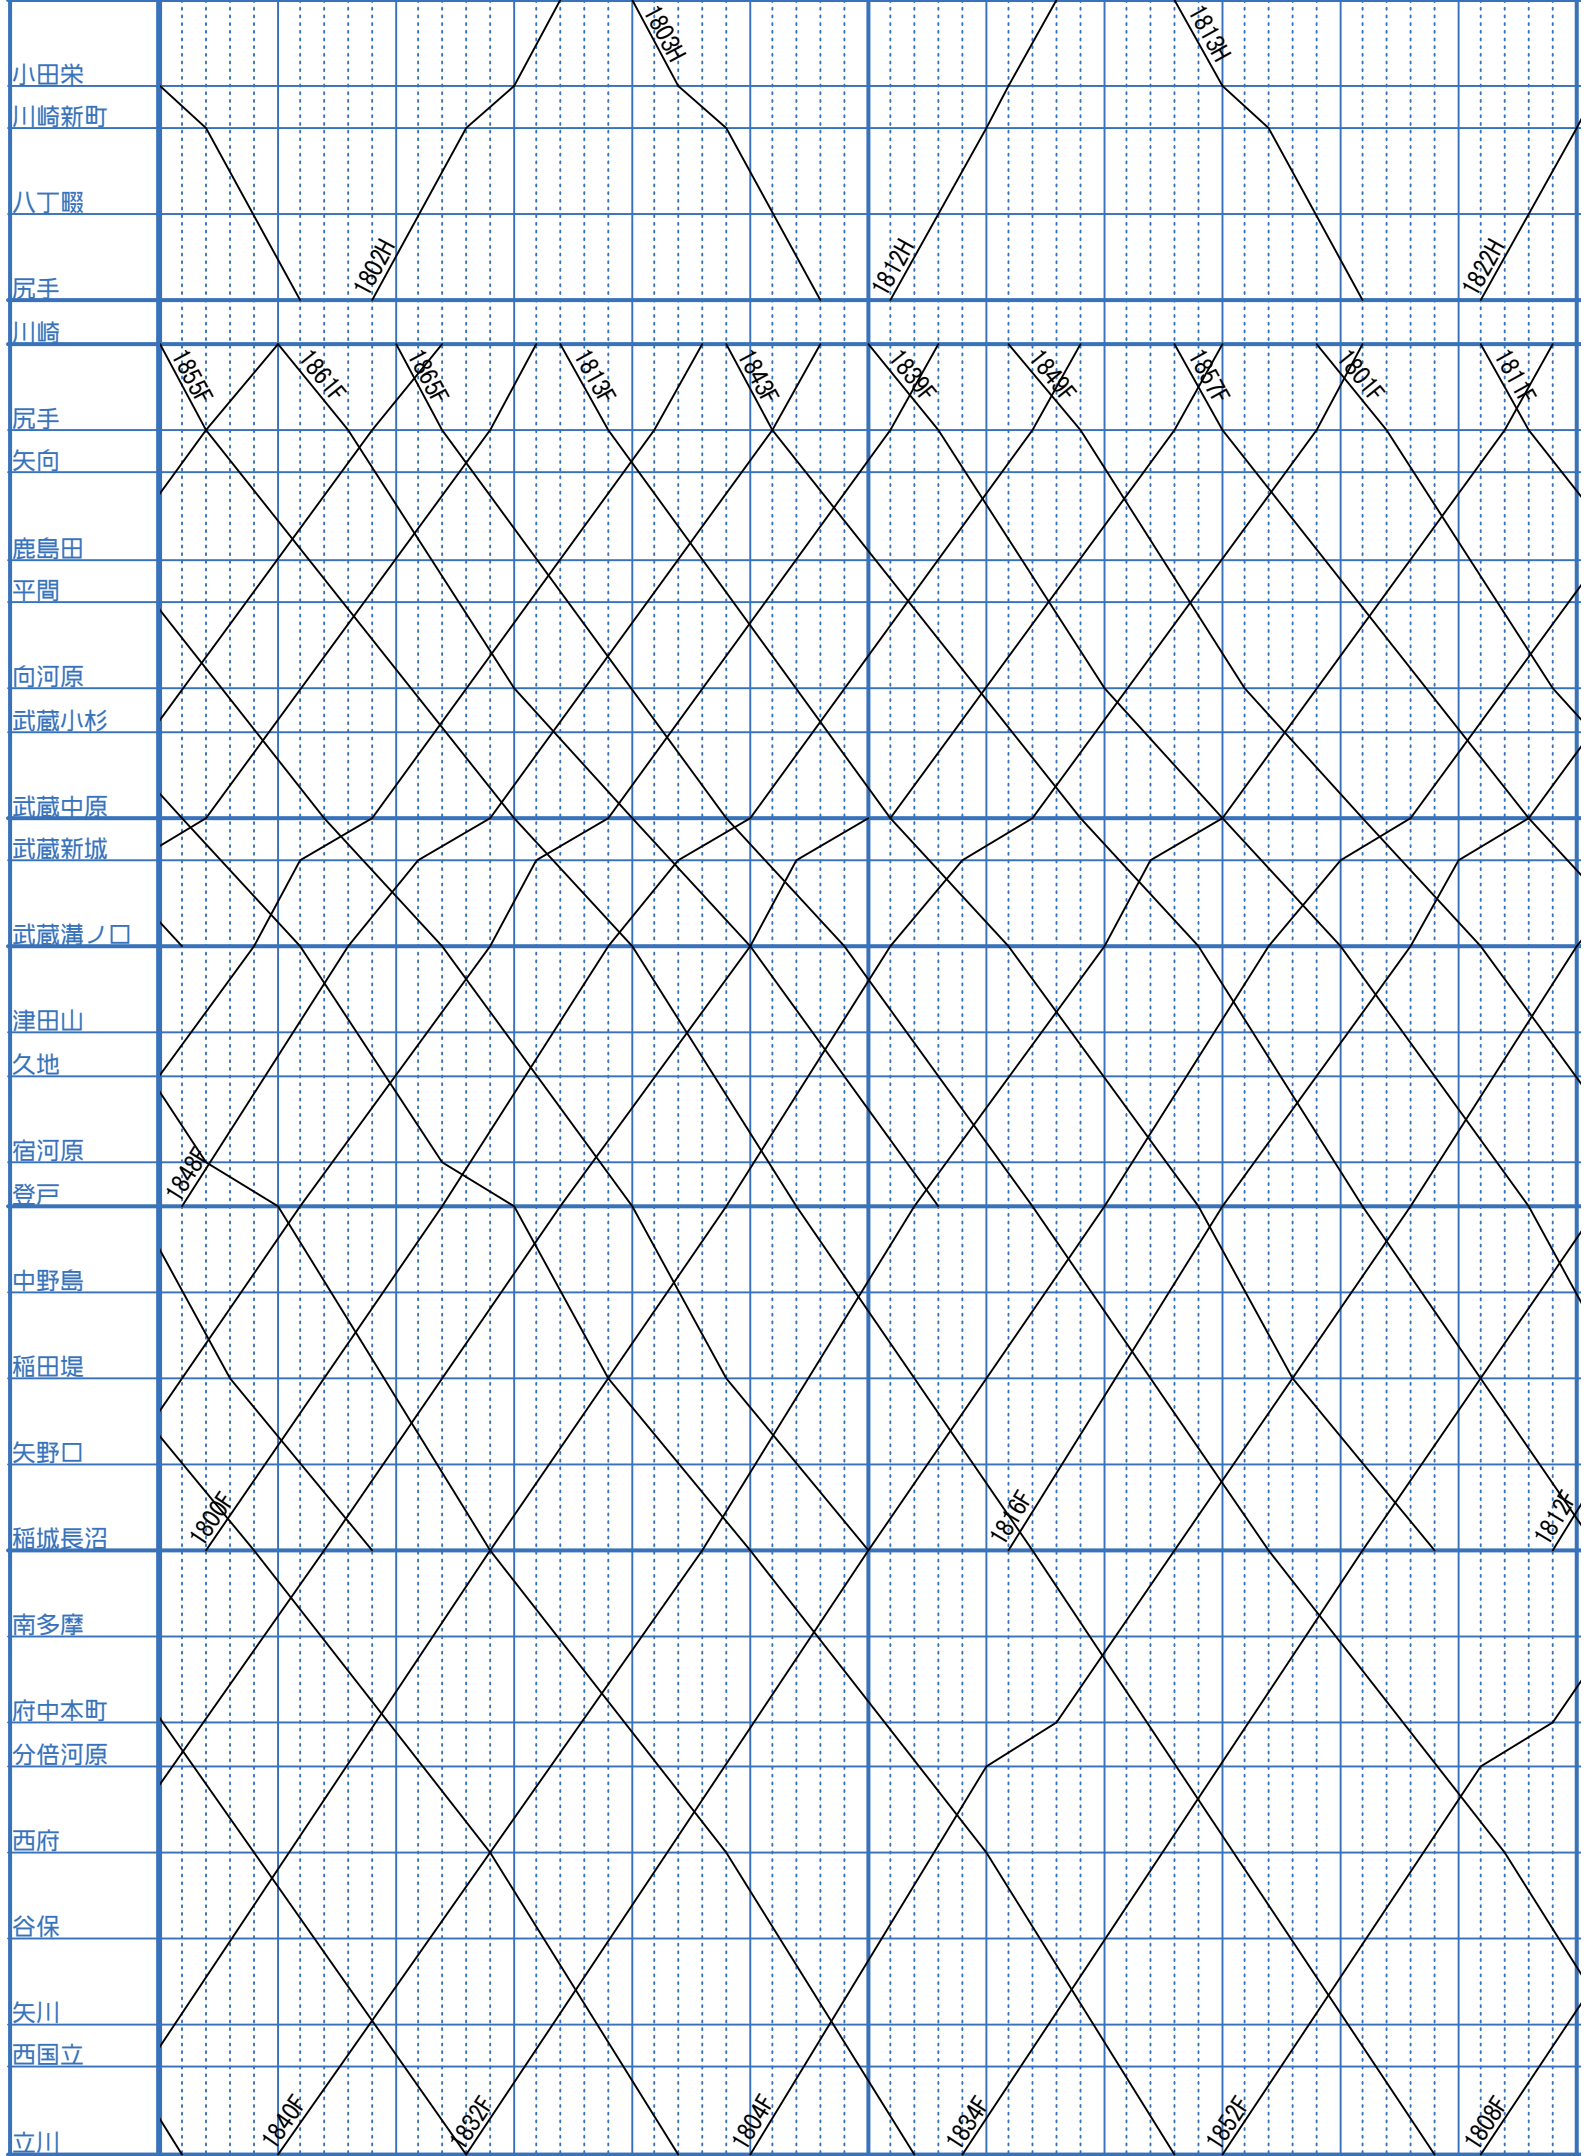 1803H
1813H
小田栄
川崎新町
八丁畷
1802H
1812H
1822H
尻手
川崎
1855F
1861F
1865F
1813F
1843F
1839F
1849F
1857F
1801F
1811F
尻手
矢向
鹿島田
平間
向河原
武蔵小杉
武蔵中原
武蔵新城
武蔵溝ノ口
津田山
久地
宿河原
1848F
登戸
中野島
稲田堤
矢野口
1800F
1816F
1812F
稲城長沼
南多摩
府中本町
分倍河原
西府
谷保
矢川
西国立
1840F
1832F
1804F
1834F
1852F
1808F
立川